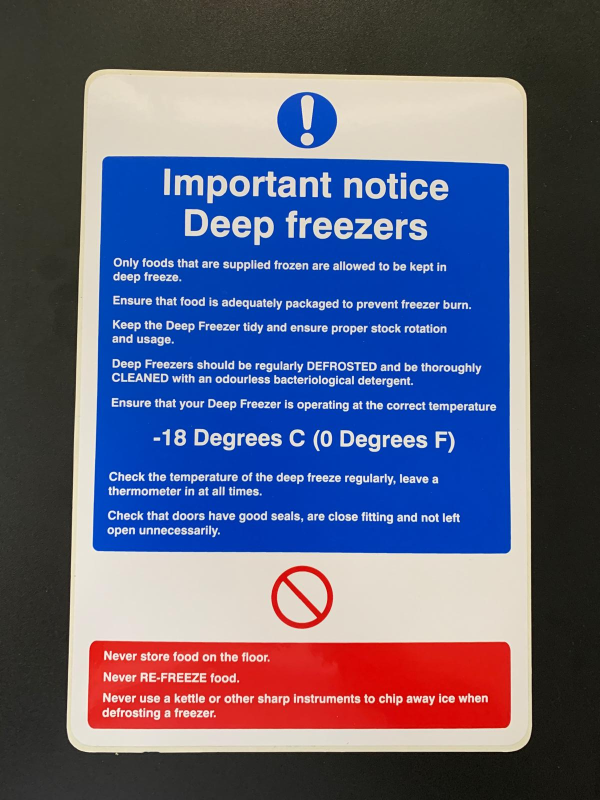 Important notice
Deep freezers
Only foods that are supplied frozen are allowed to be kept in
deep freeze.
Ensure that food is adequately packaged to prevent freezer burn.
Keep the Deep Freezer tidy and ensure proper stock rotation
and usage.
Deep Freezers should be regularly DEFROSTED and be thoroughly
CLEANED with an odourless bacteriological detergent.
Ensure that your Deep Freezer is operating at the correct temperature
-18 Degrees C (0 Degrees F)
Check the temperature of the deep freeze regularly, leave a
thermometer in at all times.
Check that doors have good seals, are close fitting and not left
open unnecessarily.
Never store food on the floor.
Never RE-FREEZE food.
Never use a kettle or other sharp instruments to chip away ice when
defrosting a freezer.